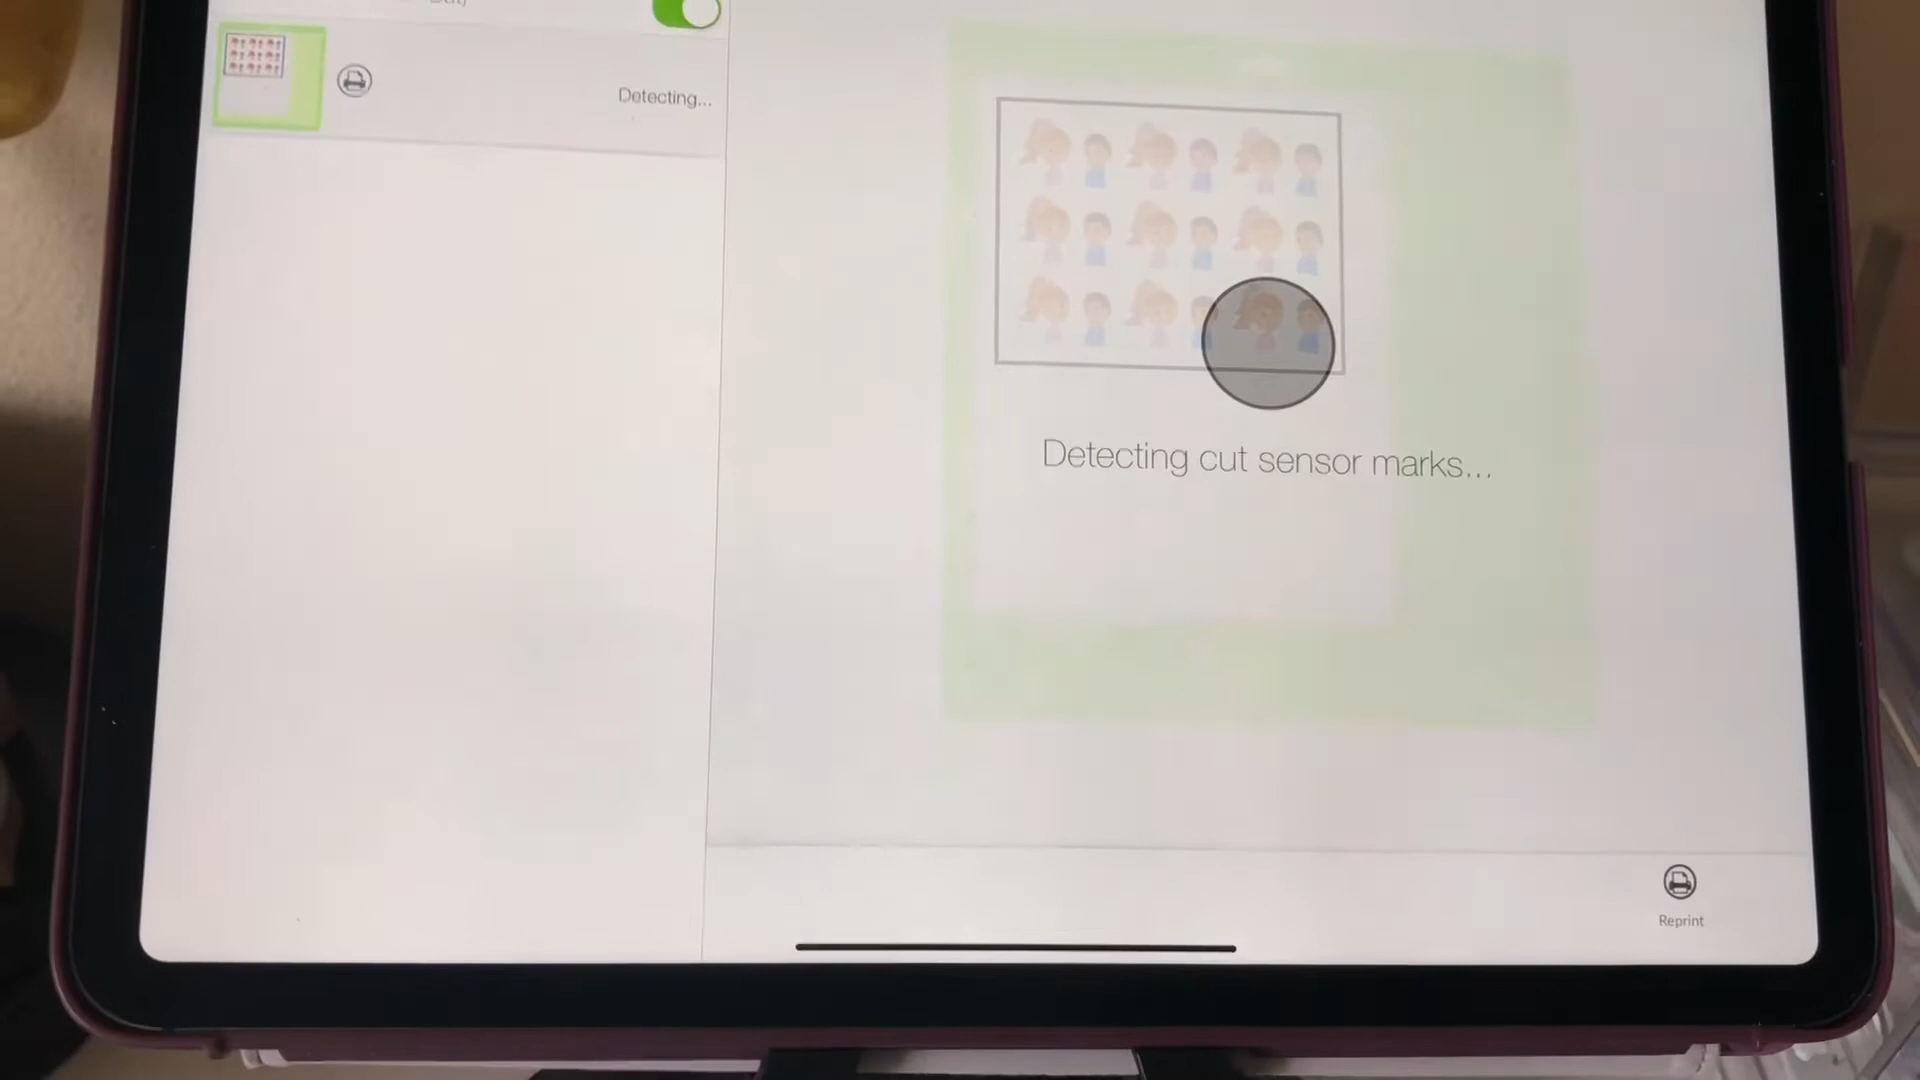 Detecting...
Detecting cut sensor marks...
Reprint